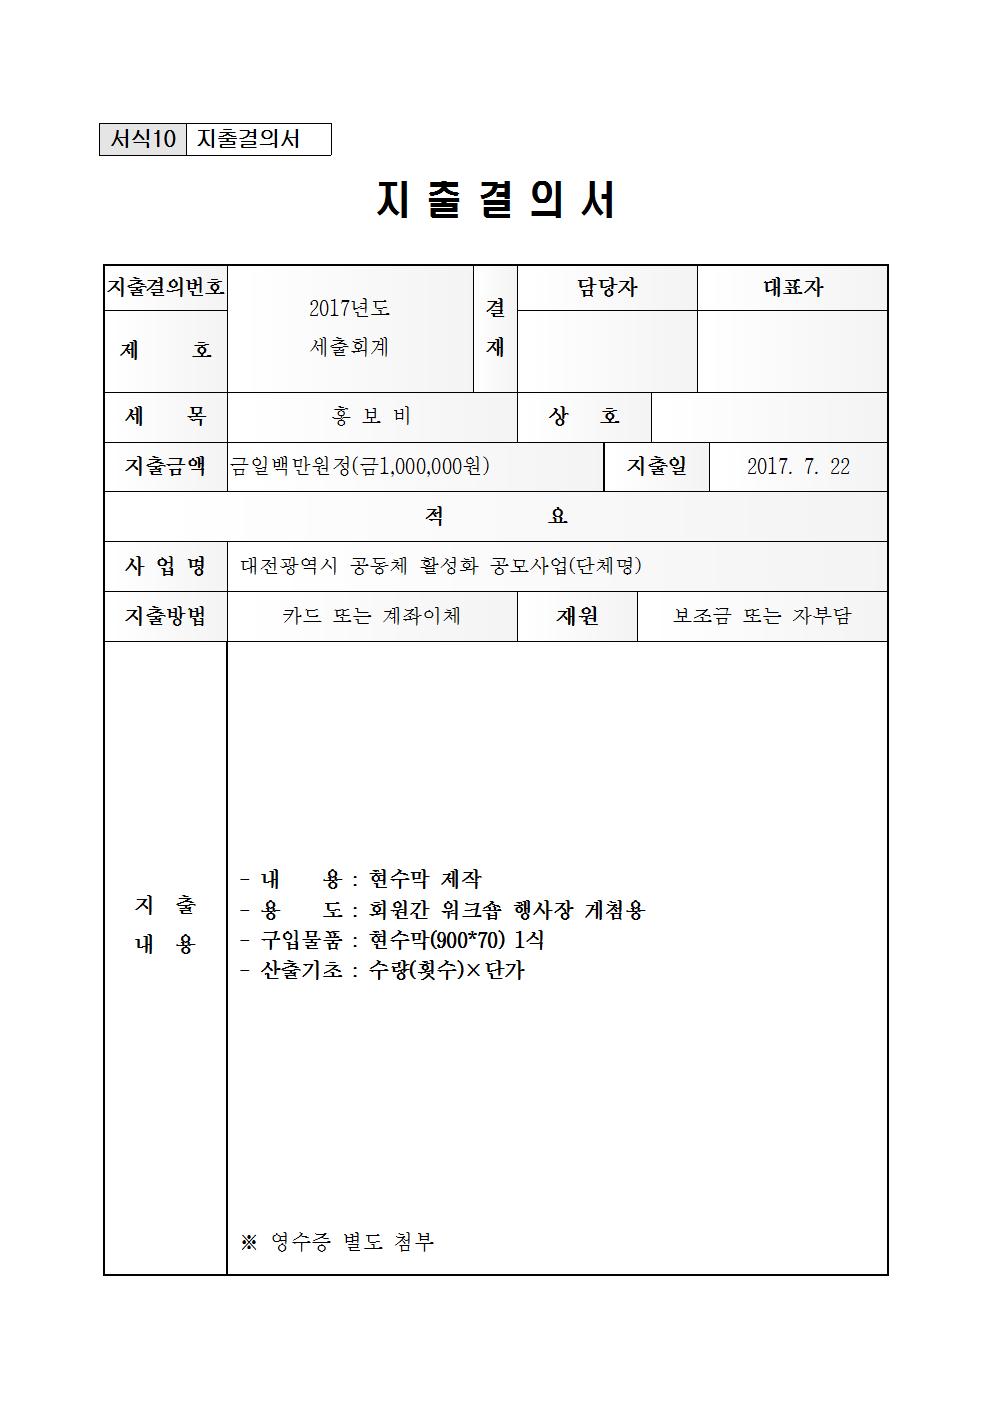 서식10 지출결의서
지 출 결 의 서
지출결의번호 2017년도 결 담당자 대표자
제 호 세출회계 재
세 목 홍 보 비 상 호
지출금액 금일백만원정(금1,000,000원) 지출일 2017. 7. 22
적 요
사 업 명 대전광역시 공동체 활성화 공모사업(단체명)
지출방법 카드 또는 계좌이체 재원 보조금 또는 자부담
지 출
내 용
- 내 용 : 현수막 제작
- 용 도 : 회원간 워크숍 행사장 게첨용
- 구입물품 : 현수막(900*70) 1식
- 산출기초 : 수량(횟수)×단가
※ 영수증 별도 첨부